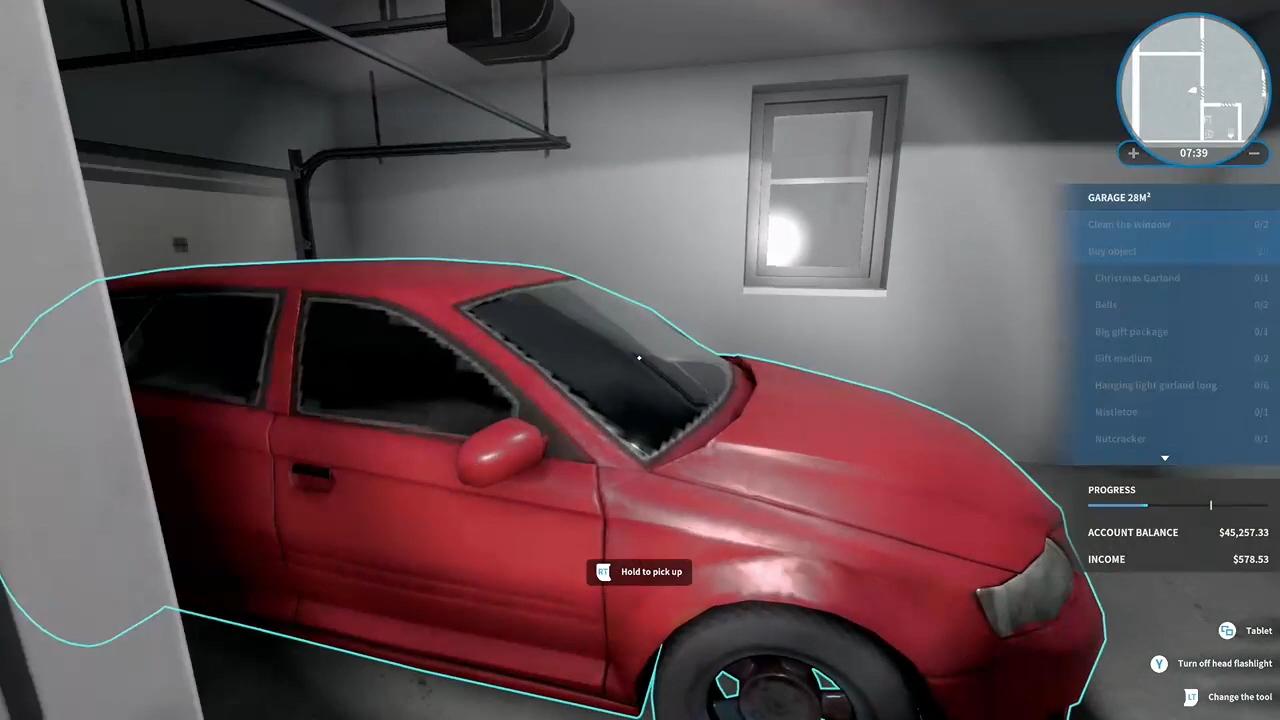 07:39
GARAGE 28M²
Clean the window 0/2
Buy object
Christmas Garland 0/1
Bells 0/2
Big gift package 0/1
Gift medium 0/2
Hanging light garland long 0/6
Mistletoe 0/1
Nutcracker 0/1
PROGRESS
ACCOUNT BALANCE $45,257.33
INCOME $578.53
RT Hold to pick up
Tablet
Y Turn off head flashlight
LT Change the tool